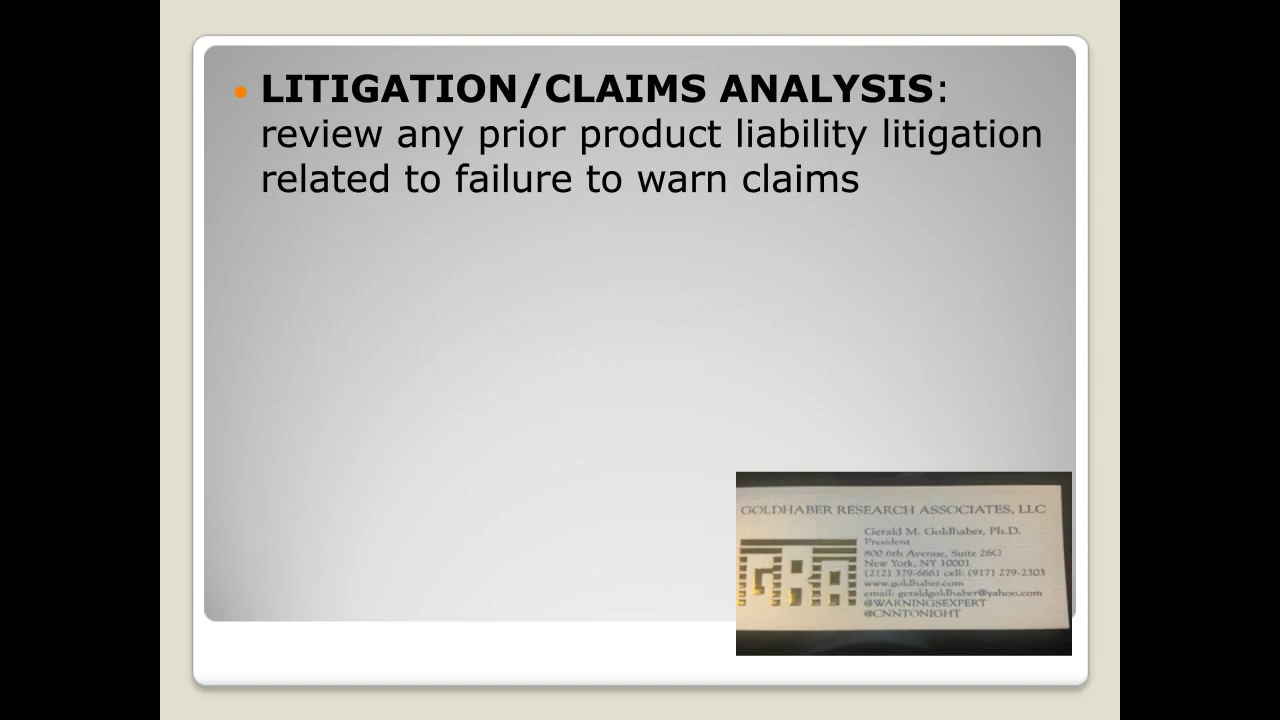 LITIGATION/CLAIMS ANALYSIS:
review any prior product liability litigation
related to failure to warn claims
GOLDHABER RESEARCH ASSOCIATES, LLC
GRA
Gerald M. Goldhaber, Ph.D.
President
800 6th Avenue, Suite 26G
New York, NY 10001
(212) 379-6661 cell: (917) 279-2303
www.goldhaber.com
email: geraldgoldhaber@yahoo.com
@WARNINGSEXPERT
@CNNTONIGHT